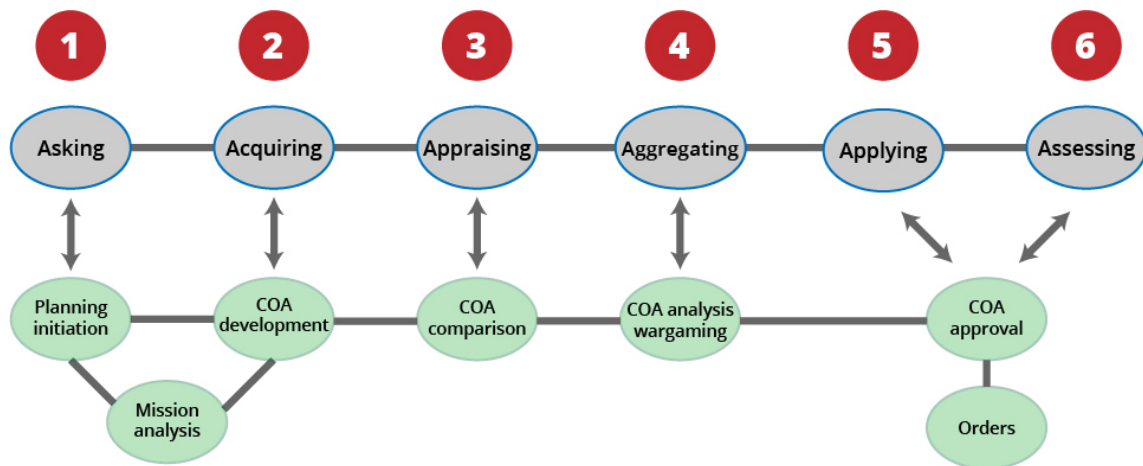 1 2 3 4 5 6
Asking Acquiring Appraising Aggregating Applying Assessing
Planning
initiation
COA
development
COA
comparison
COA analysis
wargaming
COA
approval
Mission
analysis
Orders